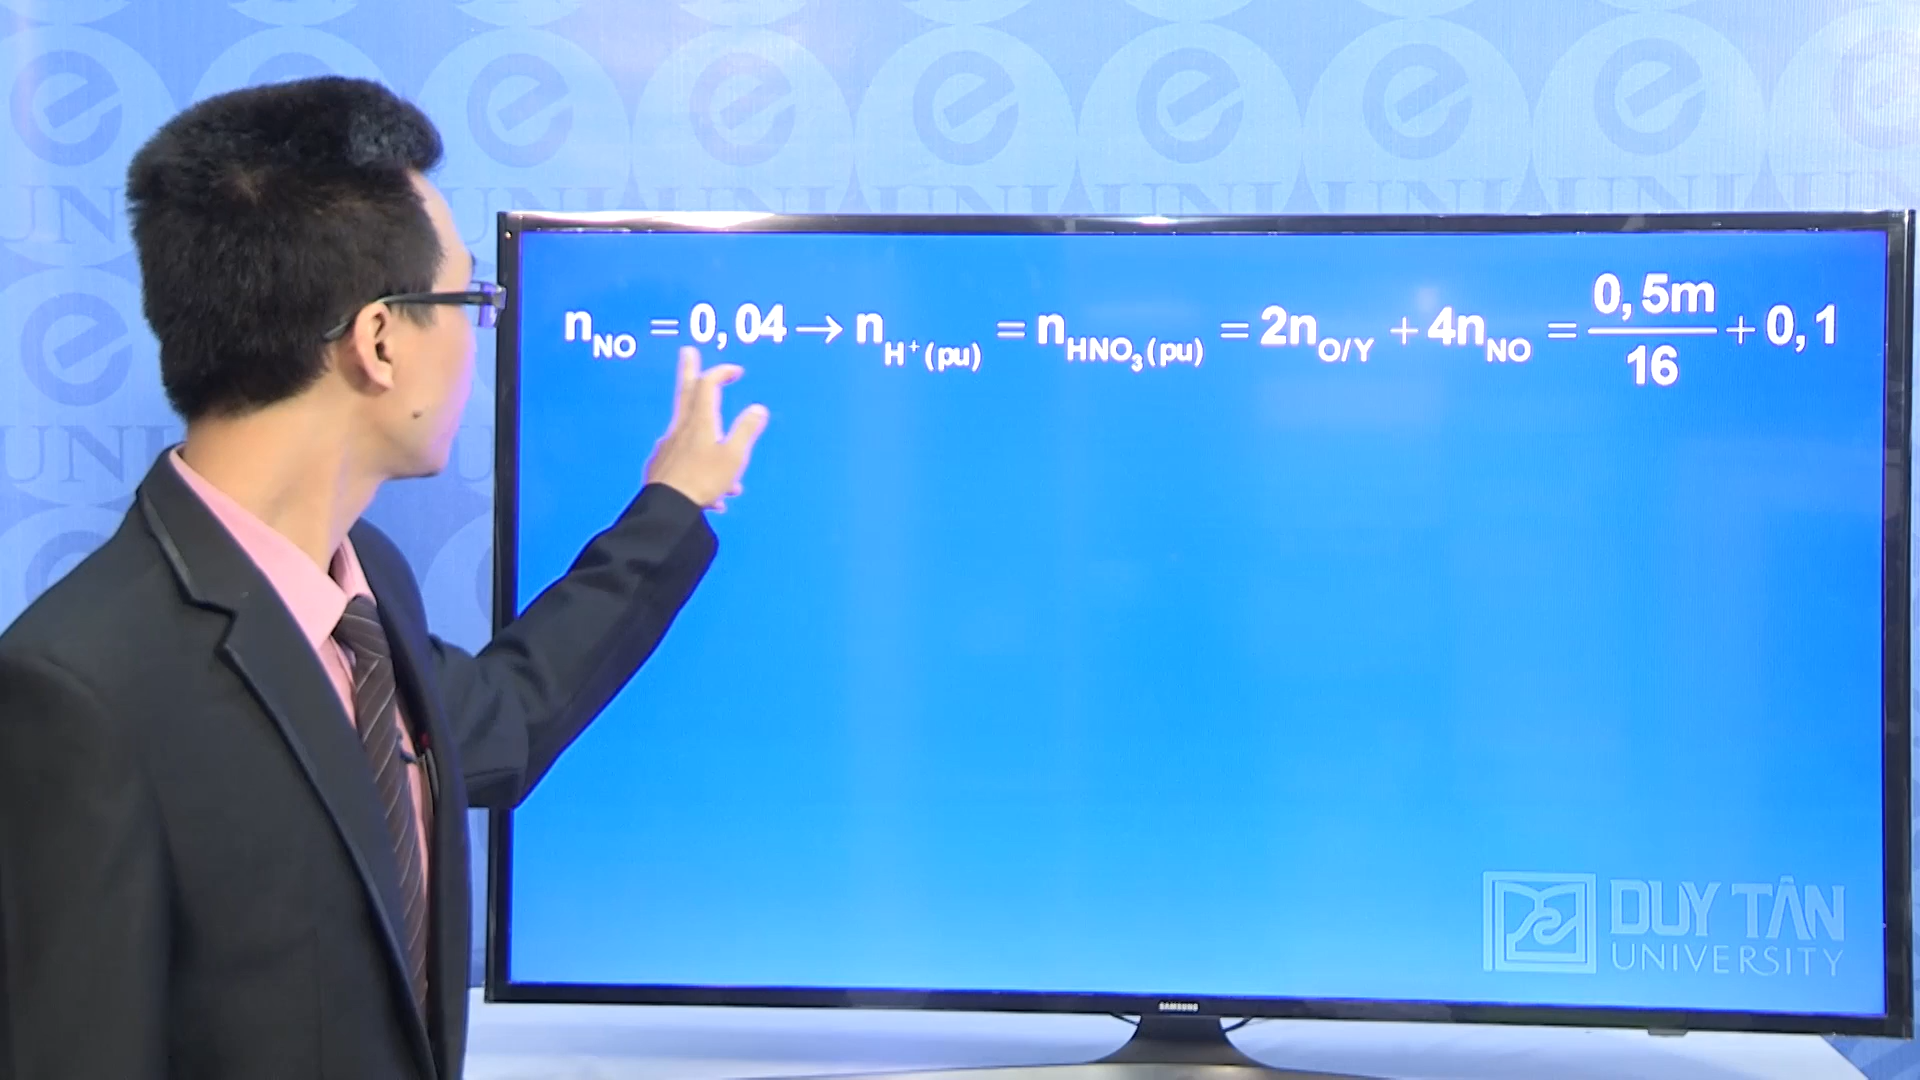 n_NO = 0,04 → n_H⁺(pu) = n_HNO₃(pu) = 2n_O/Y + 4n_NO = 0,5m/16 + 0,1
DUY TÂN
UNIVERSITY
SAMSUNG